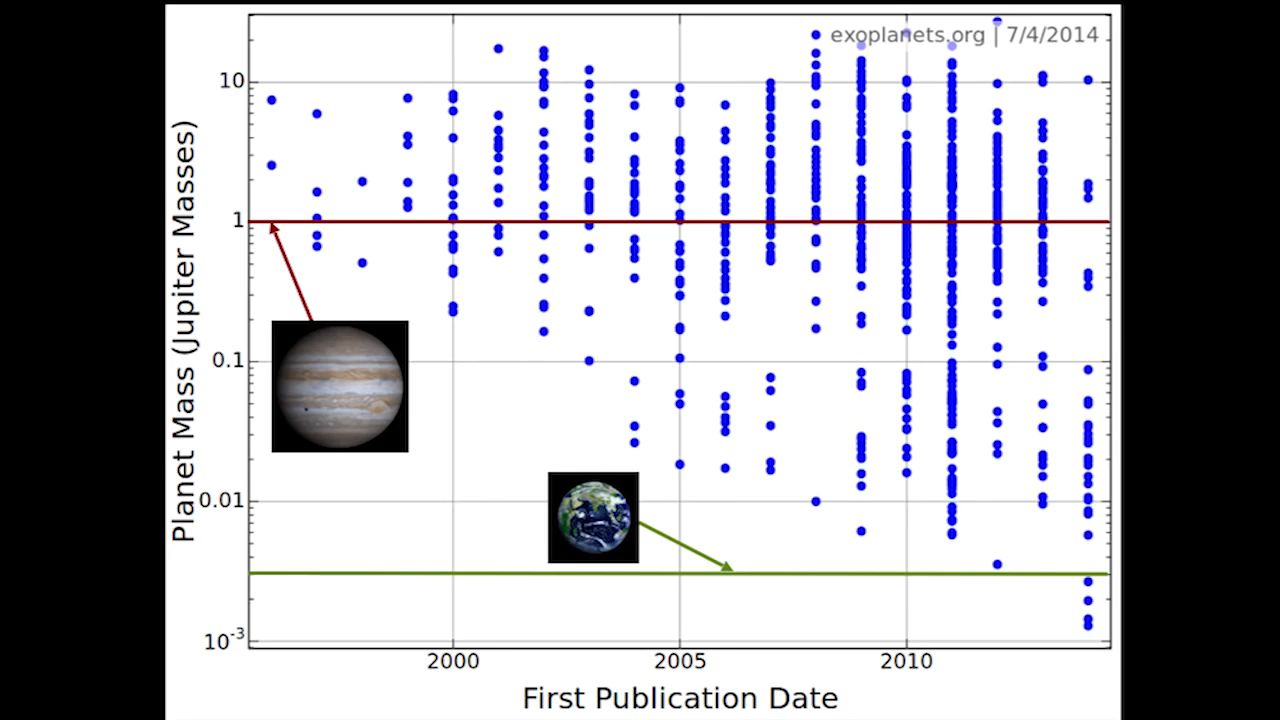 exoplanets.org | 7/4/2014
10
1
0.1
0.01
10-3
Planet Mass (Jupiter Masses)
2000 2005 2010
First Publication Date